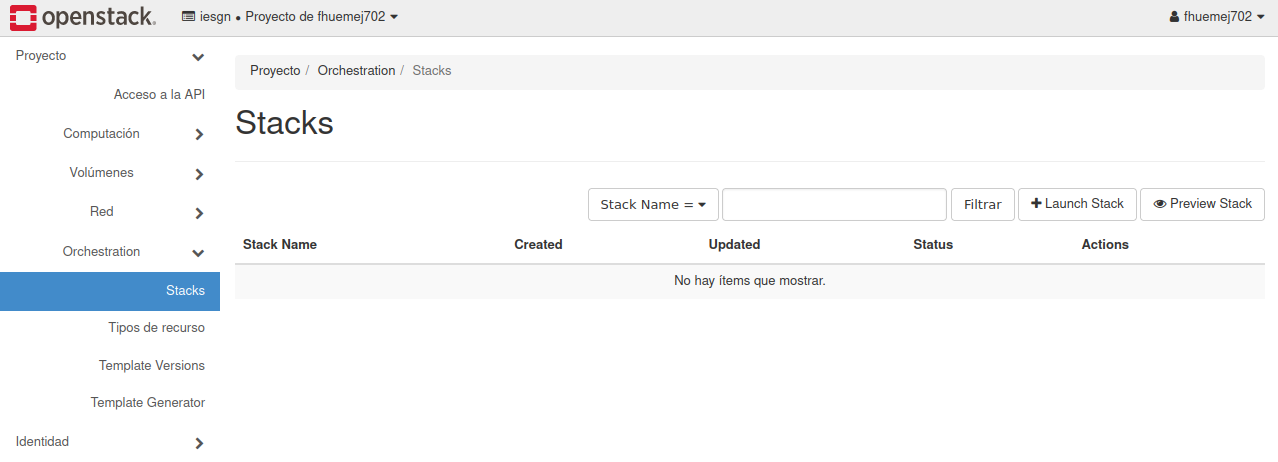 openstack. iesgn • Proyecto de fhuemej702 fhuemej702
Proyecto
Acceso a la API
Computación
Volúmenes
Red
Orchestration
Stacks
Tipos de recurso
Template Versions
Template Generator
Identidad
Proyecto / Orchestration / Stacks
Stacks
Stack Name = Filtrar Launch Stack Preview Stack
Stack Name Created Updated Status Actions
No hay ítems que mostrar.